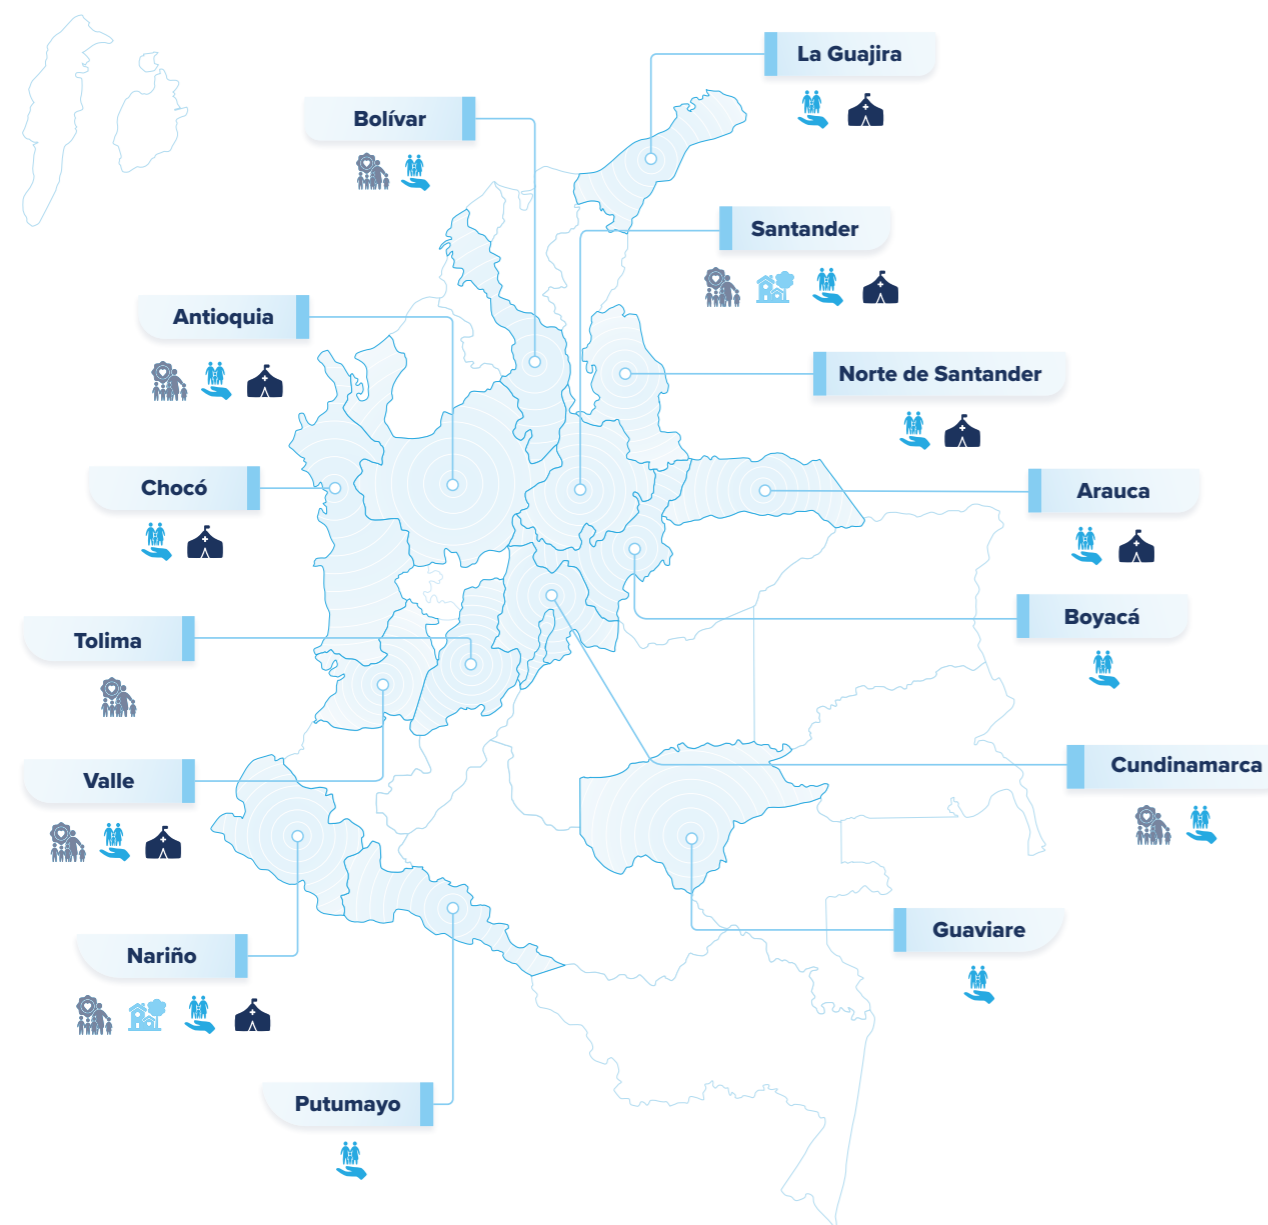 La Guajira
Bolívar
Santander
Antioquia
Norte de Santander
Chocó
Arauca
Boyacá
Tolima
Valle
Cundinamarca
Guaviare
Nariño
Putumayo